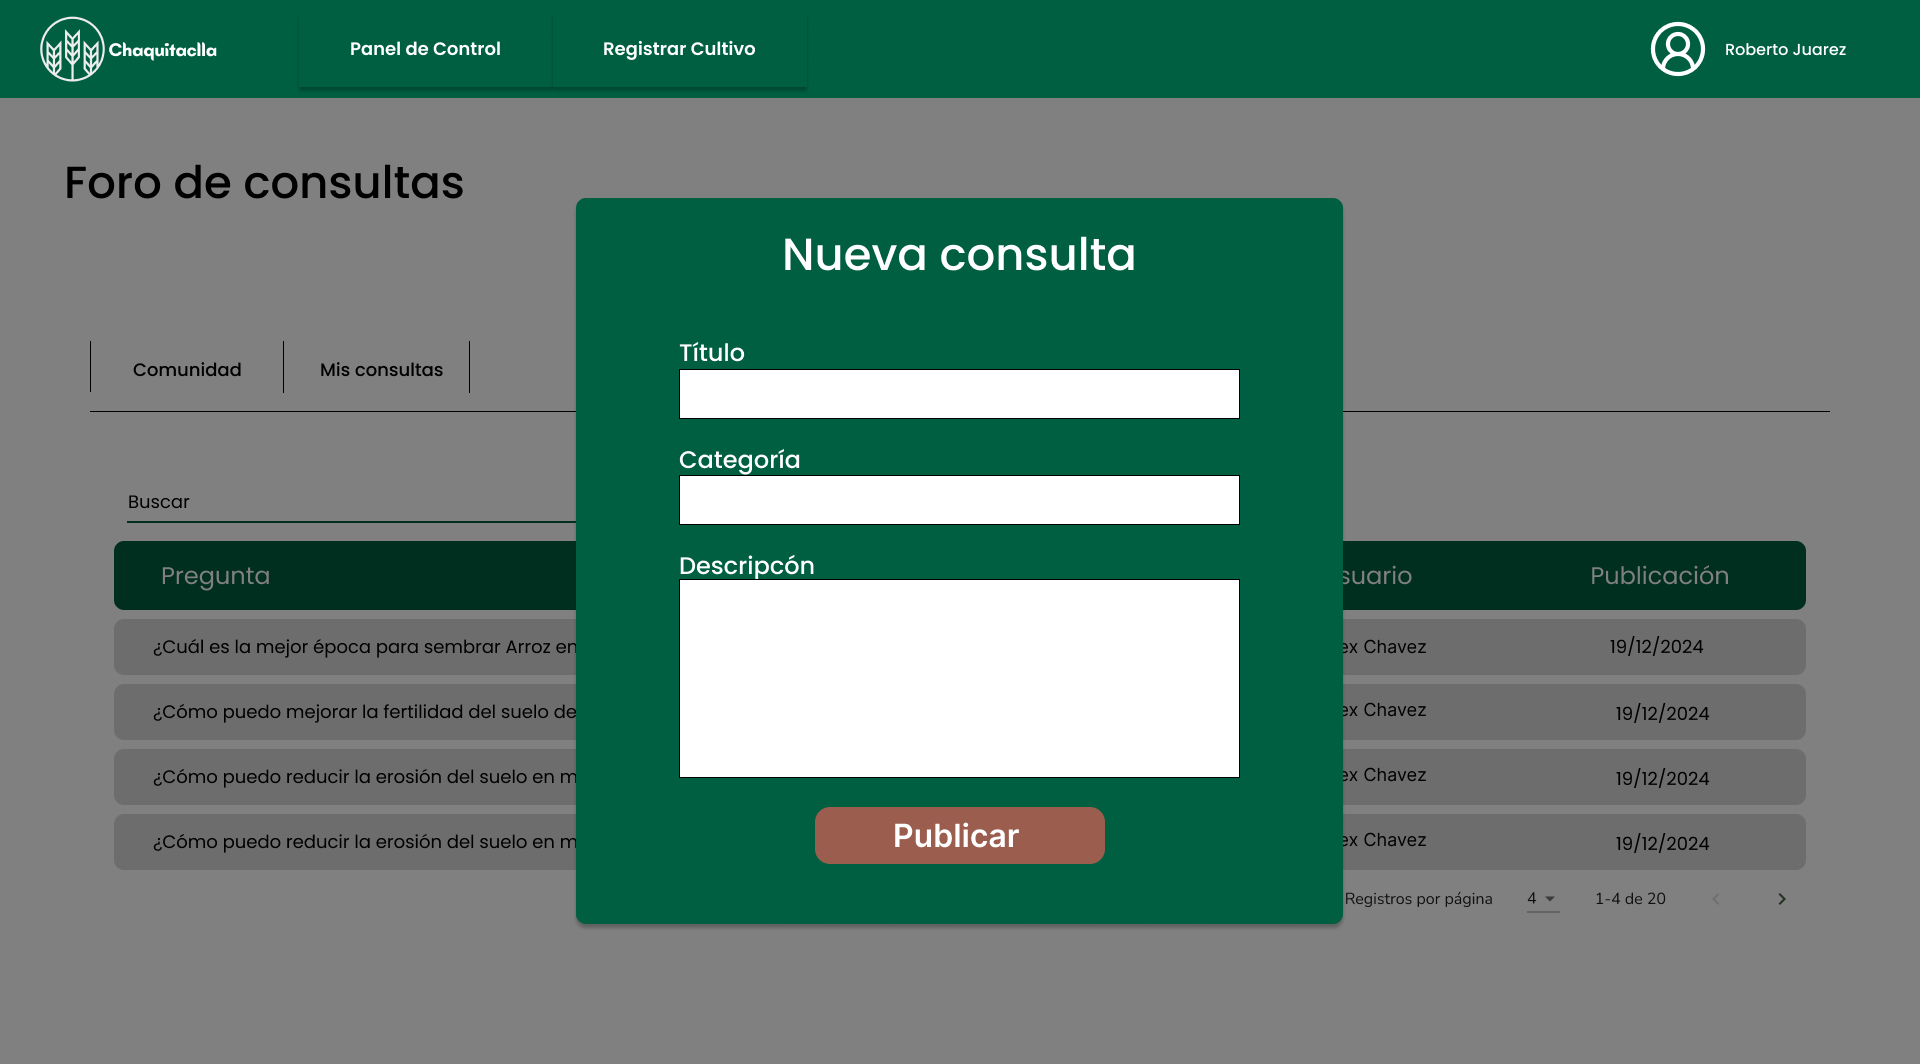 Chaquitaclla
Panel de Control
Registrar Cultivo
Roberto Juarez
Foro de consultas
Nueva consulta
Título
Categoría
Descripcón
Publicar
Comunidad
Mis consultas
Buscar
Pregunta
suario
Publicación
¿Cuál es la mejor época para sembrar Arroz en
ex Chavez
19/12/2024
¿Cómo puedo mejorar la fertilidad del suelo de
ex Chavez
19/12/2024
¿Cómo puedo reducir la erosión del suelo en m
ex Chavez
19/12/2024
¿Cómo puedo reducir la erosión del suelo en m
ex Chavez
19/12/2024
Registros por página
4
1-4 de 20